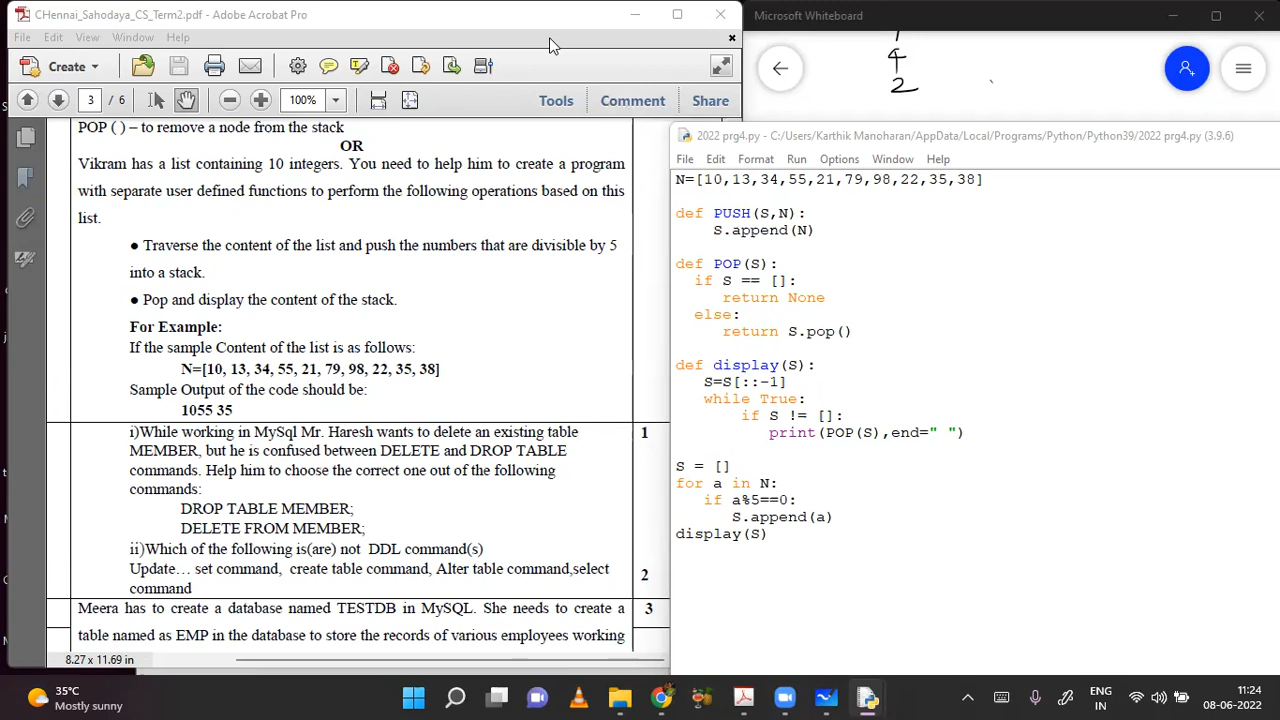 CHennai_Sahodaya_CS_Term2.pdf - Adobe Acrobat Pro
File Edit View Window Help
Create
3 / 6 100% Tools Comment Share
POP ( ) – to remove a node from the stack
OR
Vikram has a list containing 10 integers. You need to help him to create a program
with separate user defined functions to perform the following operations based on this
list.
● Traverse the content of the list and push the numbers that are divisible by 5
into a stack.
● Pop and display the content of the stack.
For Example:
If the sample Content of the list is as follows:
N=[10, 13, 34, 55, 21, 79, 98, 22, 35, 38]
Sample Output of the code should be:
1055 35
i)While working in MySql Mr. Haresh wants to delete an existing table 1
MEMBER, but he is confused between DELETE and DROP TABLE
commands. Help him to choose the correct one out of the following
commands:
DROP TABLE MEMBER;
DELETE FROM MEMBER;
ii)Which of the following is(are) not DDL command(s)
Update… set command, create table command, Alter table command,select 2
command
Meera has to create a database named TESTDB in MySQL. She needs to create a 3
table named as EMP in the database to store the records of various employees working
8.27 x 11.69 in
Microsoft Whiteboard
4
2
2022 prg4.py - C:/Users/Karthik Manoharan/AppData/Local/Programs/Python/Python39/2022 prg4.py (3.9.6)
File Edit Format Run Options Window Help
N=[10,13,34,55,21,79,98,22,35,38]
def PUSH(S,N):
S.append(N)
def POP(S):
if S == []:
return None
else:
return S.pop()
def display(S):
S=S[::-1]
while True:
if S != []:
print(POP(S),end=" ")
S = []
for a in N:
if a%5==0:
S.append(a)
display(S)
35°C
Mostly sunny
ENG
IN
11:24
08-06-2022